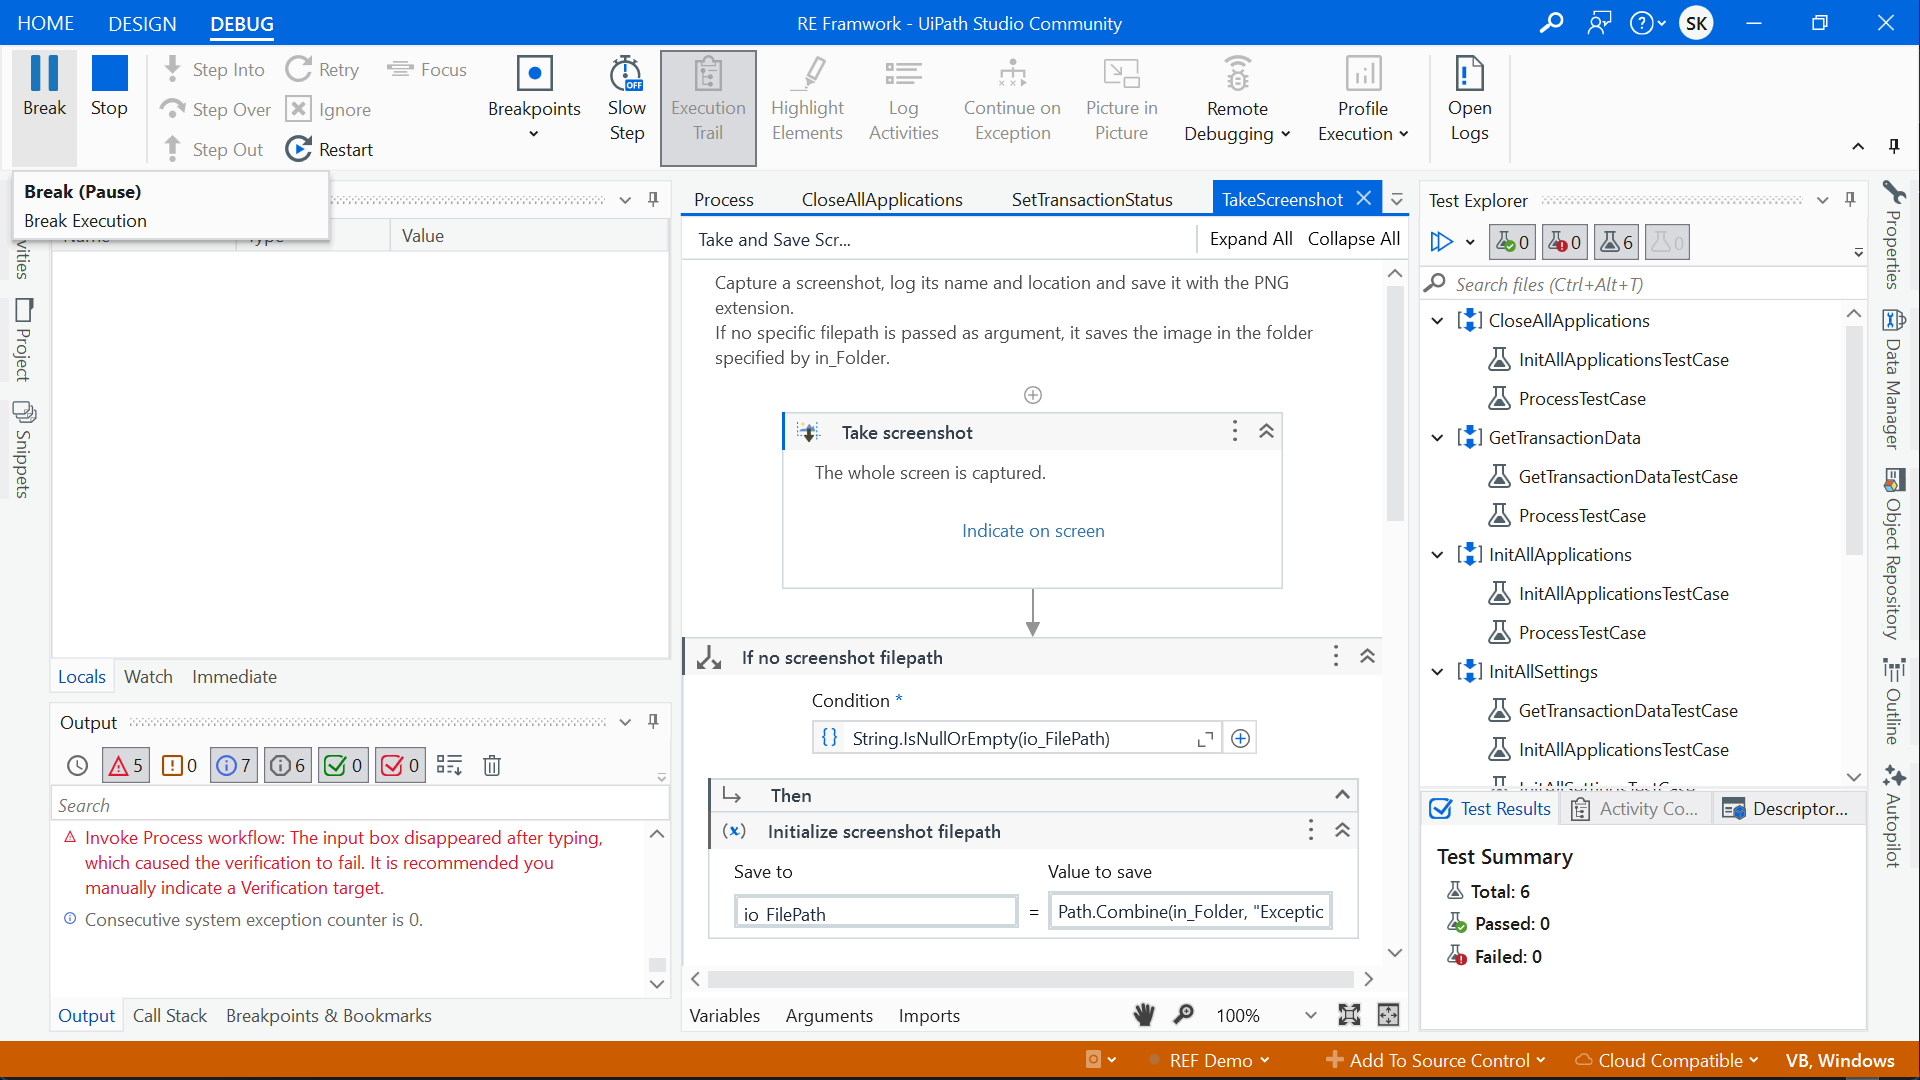 HOME DESIGN DEBUG
RE Framwork - UiPath Studio Community
SK
Break
Stop
Step Into
Step Over
Step Out
Retry
Ignore
Restart
Focus
Breakpoints
Slow Step
OFF
Execution Trail
Highlight Elements
Log Activities
Continue on Exception
Picture in Picture
Remote Debugging
Profile Execution
Open Logs
Break (Pause)
Break Execution
Value
Project
Snippets
Locals Watch Immediate
Output
5 0 7 6 0 0
Search
Invoke Process workflow: The input box disappeared after typing,
which caused the verification to fail. It is recommended you
manually indicate a Verification target.
Consecutive system exception counter is 0.
Output Call Stack Breakpoints & Bookmarks
Process CloseAllApplications SetTransactionStatus TakeScreenshot
Take and Save Scr... Expand All Collapse All
Capture a screenshot, log its name and location and save it with the PNG
extension.
If no specific filepath is passed as argument, it saves the image in the folder
specified by in_Folder.
Take screenshot
The whole screen is captured.
Indicate on screen
If no screenshot filepath
Condition *
String.IsNullOrEmpty(io_FilePath)
Then
(x) Initialize screenshot filepath
Save to Value to save
io_FilePath = Path.Combine(in_Folder, "Exceptic
Variables Arguments Imports 100%
Test Explorer
0 0 6 0
Search files (Ctrl+Alt+T)
CloseAllApplications
InitAllApplicationsTestCase
ProcessTestCase
GetTransactionData
GetTransactionDataTestCase
ProcessTestCase
InitAllApplications
InitAllApplicationsTestCase
ProcessTestCase
InitAllSettings
GetTransactionDataTestCase
InitAllApplicationsTestCase
Test Results Activity Co... Descriptor...
Test Summary
Total: 6
Passed: 0
Failed: 0
Properties
Data Manager
Object Repository
Outline
Autopilot
REF Demo Add To Source Control Cloud Compatible VB, Windows